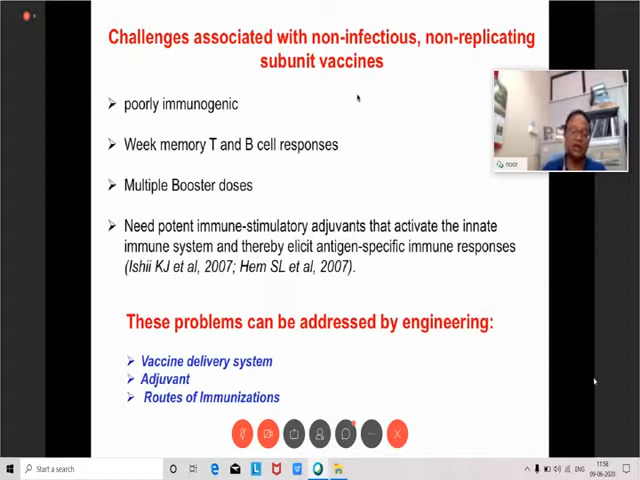 Challenges associated with non-infectious, non-replicating
subunit vaccines
poorly immunogenic
Week memory T and B cell responses
Multiple Booster doses
Need potent immune-stimulatory adjuvants that activate the innate
immune system and thereby elicit antigen-specific immune responses
(Ishii KJ et al, 2007; Hem SL et al, 2007).
These problems can be addressed by engineering:
Vaccine delivery system
Adjuvant
Routes of Immunizations
noor
Start a search
ENG
11:58
09-06-2020